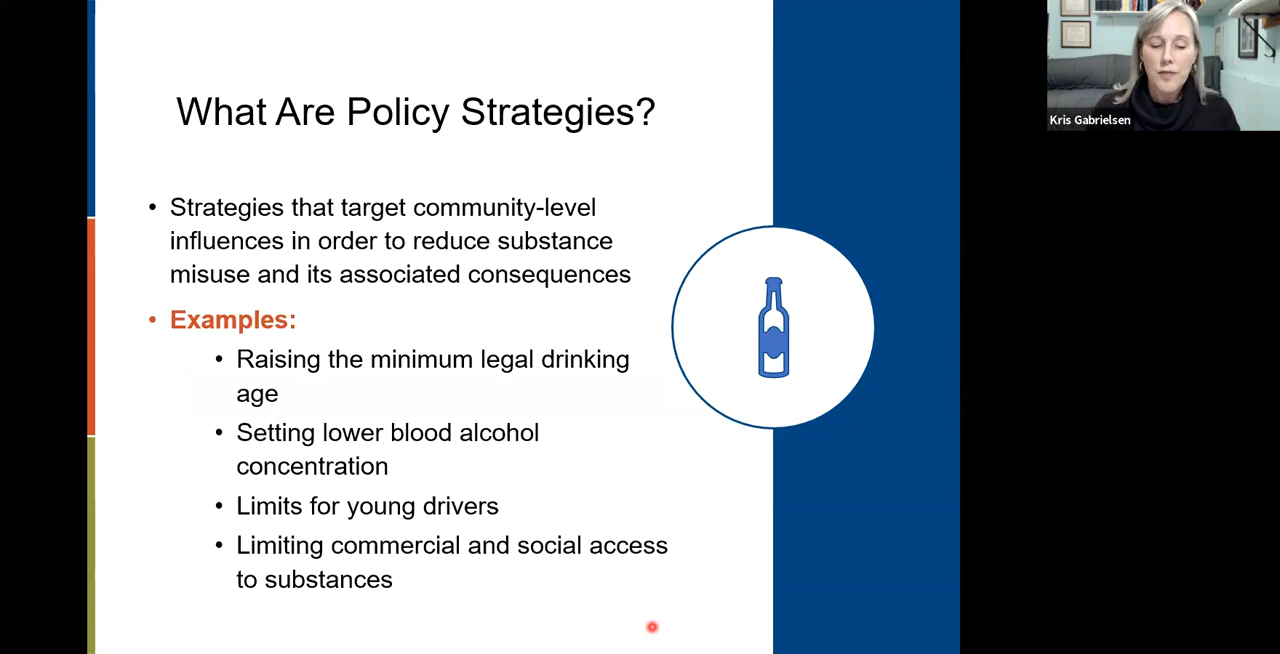 What Are Policy Strategies?
• Strategies that target community-level
influences in order to reduce substance
misuse and its associated consequences
• Examples:
• Raising the minimum legal drinking
age
• Setting lower blood alcohol
concentration
• Limits for young drivers
• Limiting commercial and social access
to substances
Kris Gabrielsen